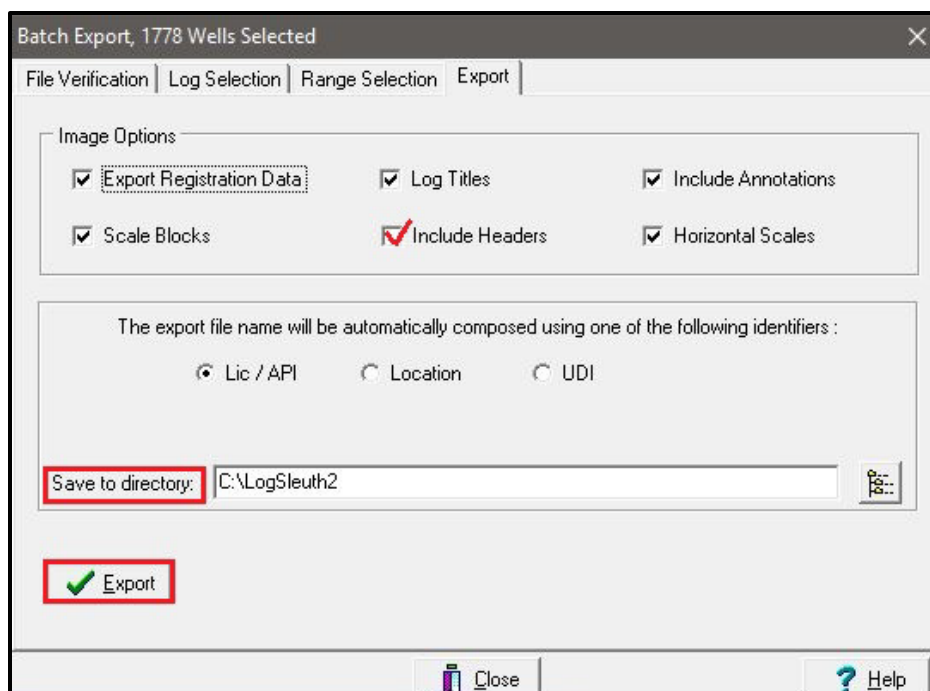 Batch Export, 1778 Wells Selected
File Verification Log Selection Range Selection Export
Image Options
Export Registration Data Log Titles Include Annotations
Scale Blocks Include Headers Horizontal Scales
The export file name will be automatically composed using one of the following identifiers :
Lic / API Location UDI
Save to directory: C:\LogSleuth2
Export
Close Help